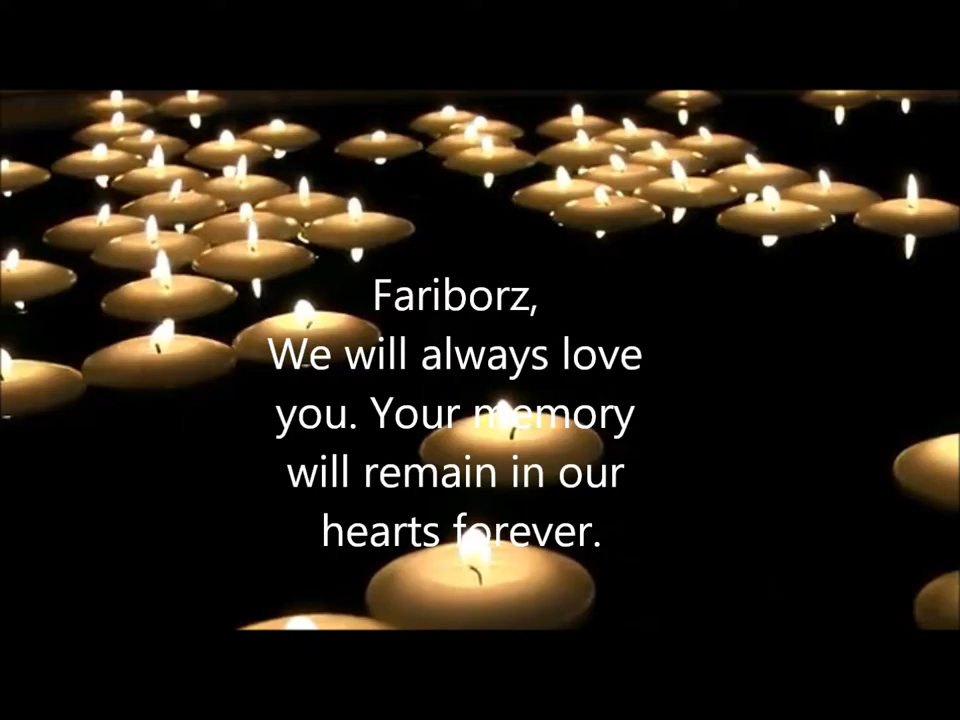 Fariborz,
We will always love
you. Your memory
will remain in our
hearts forever.